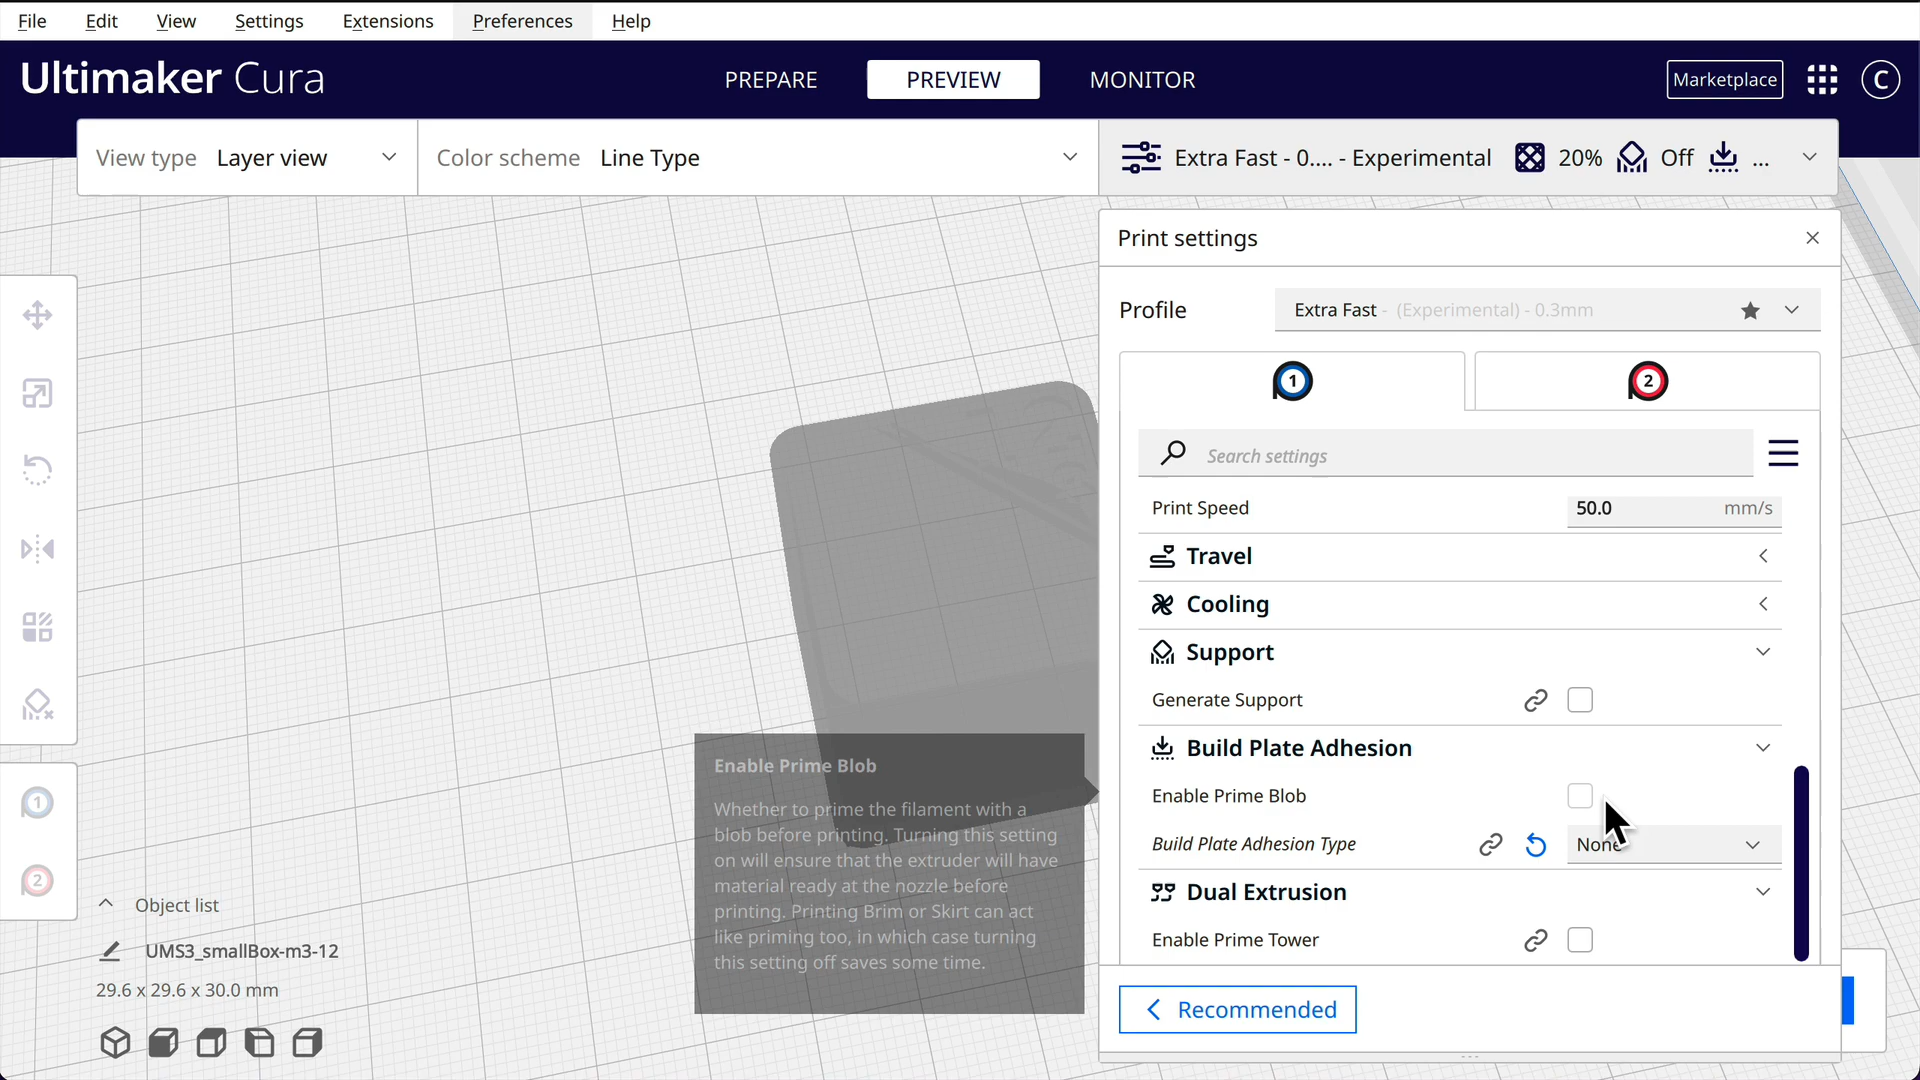 File Edit View Settings Extensions Preferences Help
Ultimaker Cura
PREPARE PREVIEW MONITOR
Marketplace
C
View type Layer view
Color scheme Line Type
Extra Fast - 0.... - Experimental 20% Off ...
Print settings
Profile
Extra Fast - (Experimental) - 0.3mm
1
2
Search settings
Print Speed 50.0 mm/s
Travel
Cooling
Support
Generate Support
Build Plate Adhesion
Enable Prime Blob
Build Plate Adhesion Type None
Dual Extrusion
Enable Prime Tower
Recommended
Enable Prime Blob
Whether to prime the filament with a
blob before printing. Turning this setting
on will ensure that the extruder will have
material ready at the nozzle before
printing. Printing Brim or Skirt can act
like priming too, in which case turning
this setting off saves some time.
1
2
Object list
UMS3_smallBox-m3-12
29.6 x 29.6 x 30.0 mm